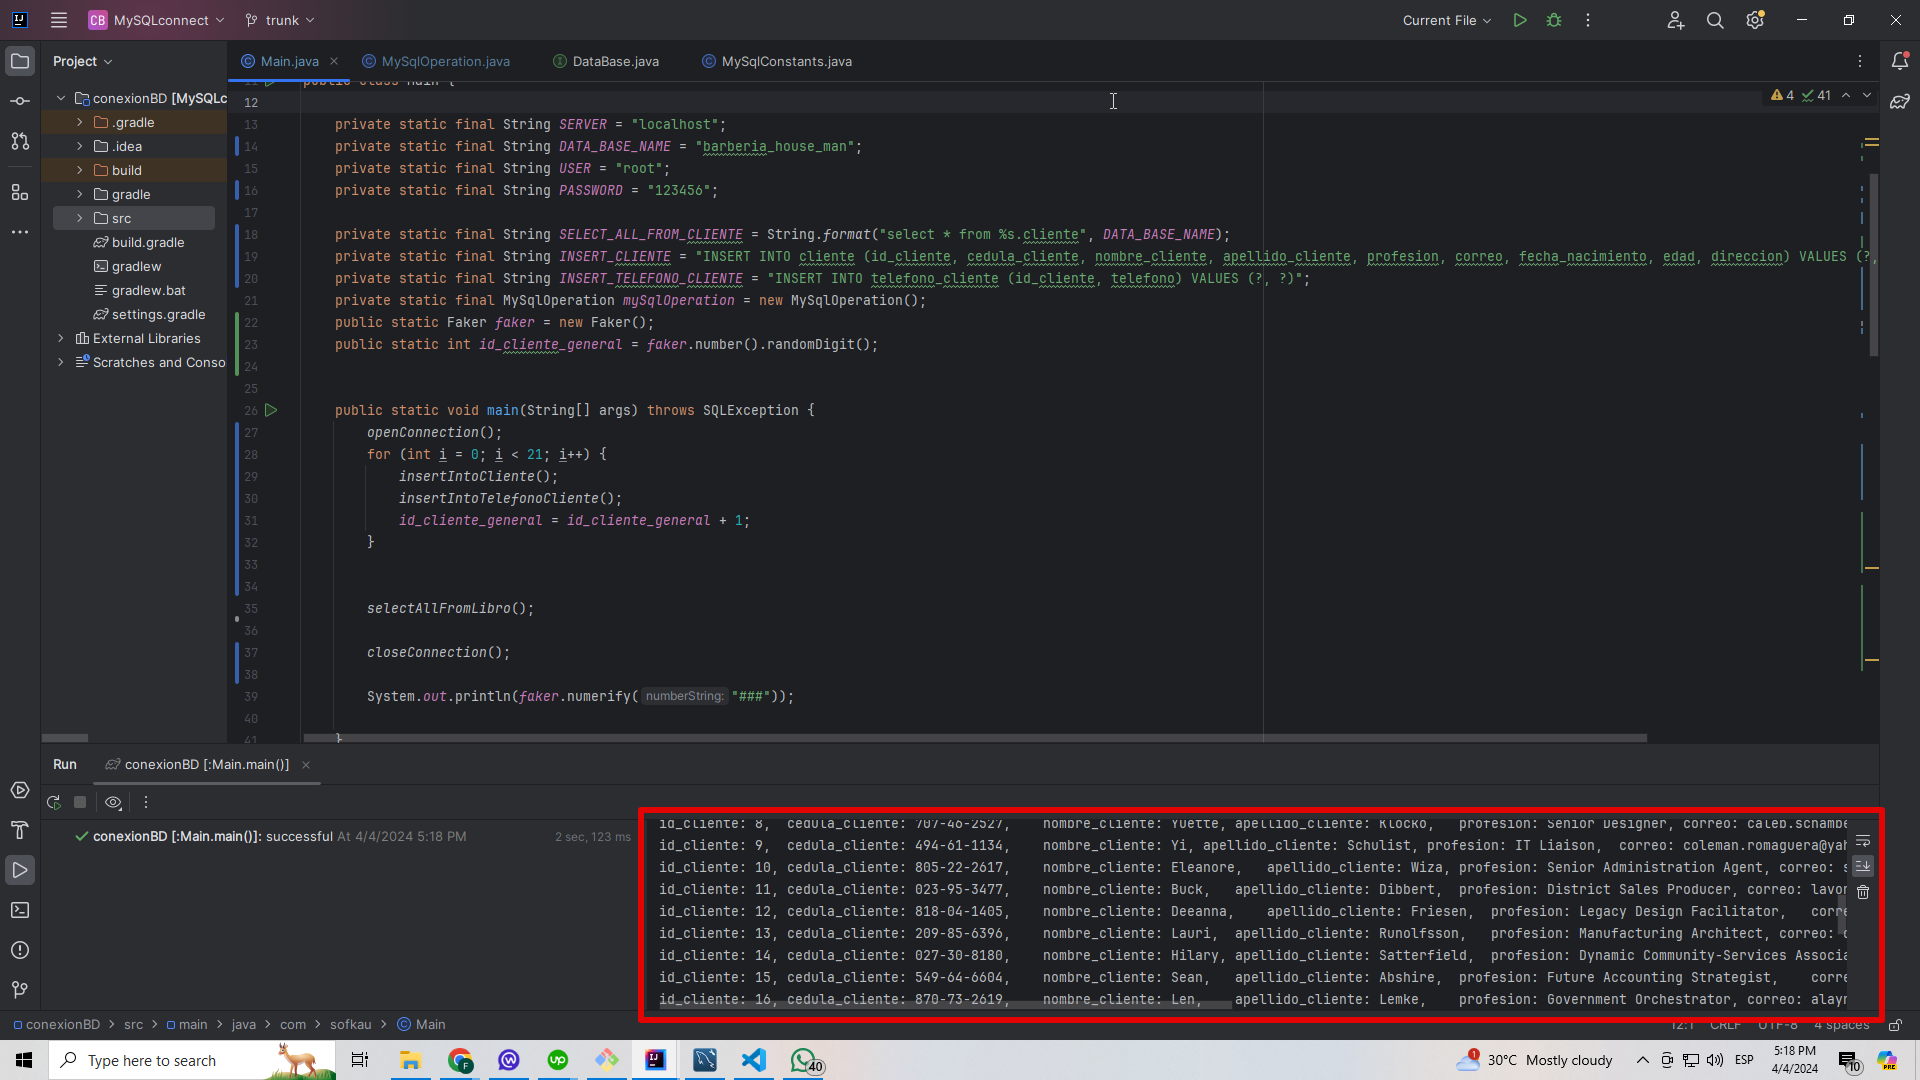 CB MySQLconnect trunk Current File
Project
Main.java MySqlOperation.java DataBase.java MySqlConstants.java
conexionBD [MySQLc
.gradle
.idea
build
gradle
src
build.gradle
gradlew
gradlew.bat
settings.gradle
External Libraries
Scratches and Conso
4 41
12
13 private static final String SERVER = "localhost";
14 private static final String DATA_BASE_NAME = "barberia_house_man";
15 private static final String USER = "root";
16 private static final String PASSWORD = "123456";
17
18 private static final String SELECT_ALL_FROM_CLIENTE = String.format("select * from %s.cliente", DATA_BASE_NAME);
19 private static final String INSERT_CLIENTE = "INSERT INTO cliente (id_cliente, cedula_cliente, nombre_cliente, apellido_cliente, profesion, correo, fecha_nacimiento, edad, direccion) VALUES (?,
20 private static final String INSERT_TELEFONO_CLIENTE = "INSERT INTO telefono_cliente (id_cliente, telefono) VALUES (?, ?)";
21 private static final MySqlOperation mySqlOperation = new MySqlOperation();
22 public static Faker faker = new Faker();
23 public static int id_cliente_general = faker.number().randomDigit();
24
25
26 public static void main(String[] args) throws SQLException {
27 openConnection();
28 for (int i = 0; i < 21; i++) {
29 insertIntoCliente();
30 insertIntoTelefonoCliente();
31 id_cliente_general = id_cliente_general + 1;
32 }
33
34
35 selectAllFromLibro();
36
37 closeConnection();
38
39 System.out.println(faker.numerify( numberString: "###"));
40
41 }
Run conexionBD [:Main.main()]
conexionBD [:Main.main()]: successful At 4/4/2024 5:18 PM 2 sec, 123 ms
id_cliente: 8, cedula_cliente: 707-46-2527, nombre_cliente: Yvette, apellido_cliente: Klocko, profesion: Senior Designer, correo: caleb.schambe
id_cliente: 9, cedula_cliente: 494-61-1134, nombre_cliente: Yi, apellido_cliente: Schulist, profesion: IT Liaison, correo: coleman.romaguera@yah
id_cliente: 10, cedula_cliente: 805-22-2617, nombre_cliente: Eleanore, apellido_cliente: Wiza, profesion: Senior Administration Agent, correo: s
id_cliente: 11, cedula_cliente: 023-95-3477, nombre_cliente: Buck, apellido_cliente: Dibbert, profesion: District Sales Producer, correo: lavon
id_cliente: 12, cedula_cliente: 818-04-1405, nombre_cliente: Deeanna, apellido_cliente: Friesen, profesion: Legacy Design Facilitator, corre
id_cliente: 13, cedula_cliente: 209-85-6396, nombre_cliente: Lauri, apellido_cliente: Runolfsson, profesion: Manufacturing Architect, correo:
id_cliente: 14, cedula_cliente: 027-30-8180, nombre_cliente: Hilary, apellido_cliente: Satterfield, profesion: Dynamic Community-Services Associa
id_cliente: 15, cedula_cliente: 549-64-6604, nombre_cliente: Sean, apellido_cliente: Abshire, profesion: Future Accounting Strategist, corre
id_cliente: 16, cedula_cliente: 870-73-2619, nombre_cliente: Len, apellido_cliente: Lemke, profesion: Government Orchestrator, correo: alayn
conexionBD > src > main > java > com > sofkau > Main 12:1 CRLF UTF-8 4 spaces
Type here to search
up
40
1 30°C Mostly cloudy ESP 5:18 PM 4/4/2024 10 PRE